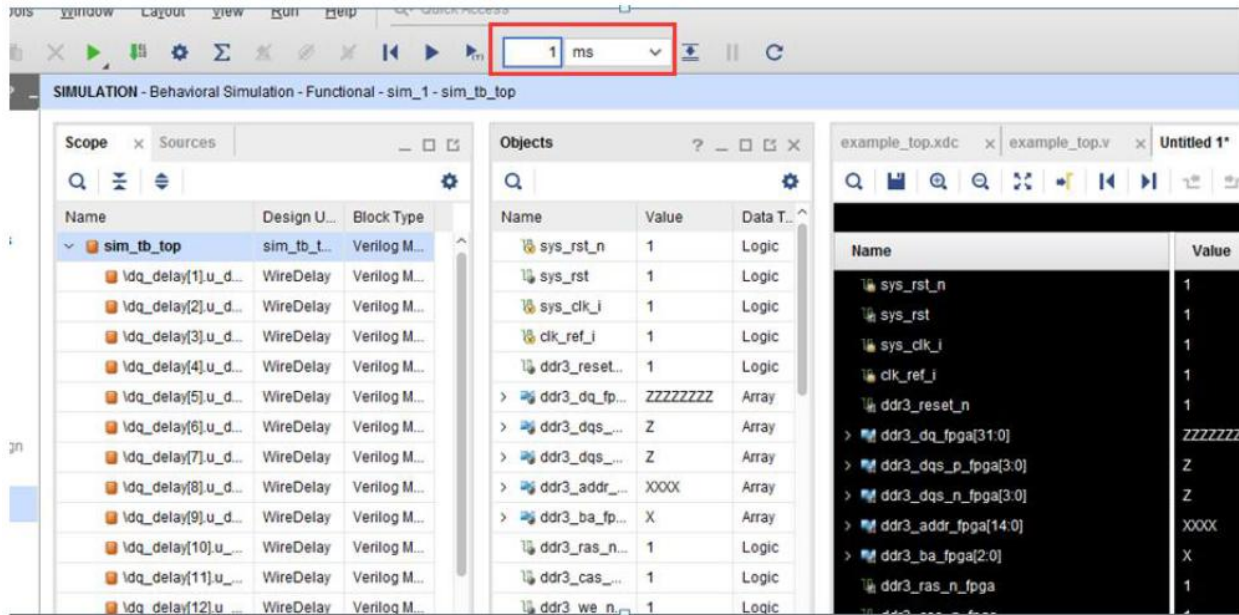 Window Layout View Run Help Quick Access
1 ms
SIMULATION - Behavioral Simulation - Functional - sim_1 - sim_tb_top
Scope Sources
Name Design U... Block Type
sim_tb_top sim_tb_t... Verilog M...
\dq_delay[1].u_d... WireDelay Verilog M...
\dq_delay[2].u_d... WireDelay Verilog M...
\dq_delay[3].u_d... WireDelay Verilog M...
\dq_delay[4].u_d... WireDelay Verilog M...
\dq_delay[5].u_d... WireDelay Verilog M...
\dq_delay[6].u_d... WireDelay Verilog M...
\dq_delay[7].u_d... WireDelay Verilog M...
\dq_delay[8].u_d... WireDelay Verilog M...
\dq_delay[9].u_d... WireDelay Verilog M...
\dq_delay[10].u_... WireDelay Verilog M...
\dq_delay[11].u_... WireDelay Verilog M...
\dq_delay[12].u_... WireDelay Verilog M...
Objects
Name Value Data T...
sys_rst_n 1 Logic
sys_rst 1 Logic
sys_clk_i 1 Logic
clk_ref_i 1 Logic
ddr3_reset... 1 Logic
ddr3_dq_fp... ZZZZZZZZ Array
ddr3_dqs_... Z Array
ddr3_dqs_... Z Array
ddr3_addr_... XXXX Array
ddr3_ba_fp... X Array
ddr3_ras_n... 1 Logic
ddr3_cas_... 1 Logic
ddr3_we_n... 1 Logic
example_top.xdc example_top.v Untitled 1*
Name Value
sys_rst_n 1
sys_rst 1
sys_clk_i 1
clk_ref_i 1
ddr3_reset_n 1
ddr3_dq_fpga[31:0] ZZZZZZZ
ddr3_dqs_p_fpga[3:0] Z
ddr3_dqs_n_fpga[3:0] Z
ddr3_addr_fpga[14:0] XXXX
ddr3_ba_fpga[2:0] X
ddr3_ras_n_fpga 1